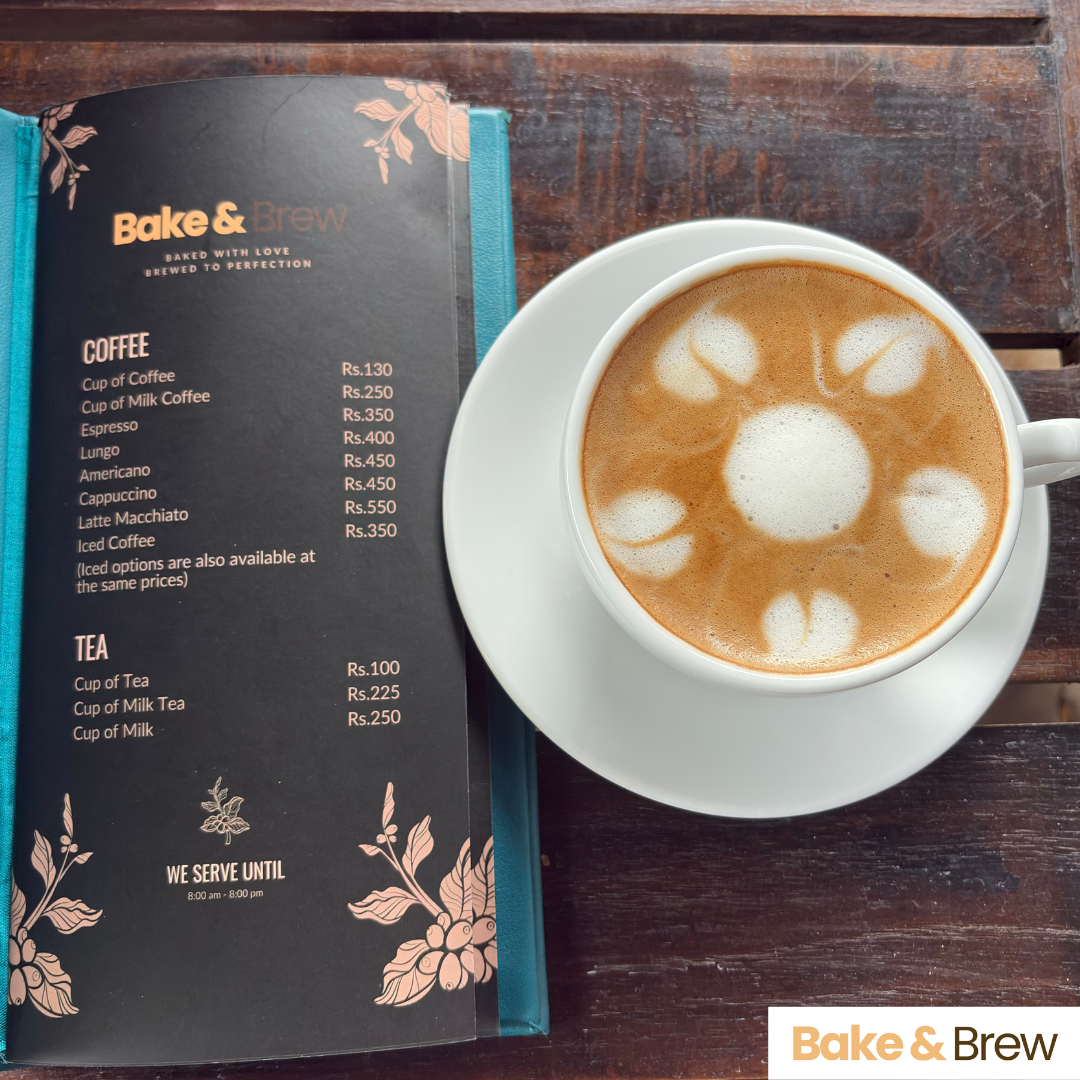 Bake & Brew
BAKED WITH LOVE
BREWED TO PERFECTION
COFFEE
Cup of Coffee Rs.130
Cup of Milk Coffee Rs.250
Espresso Rs.350
Lungo Rs.400
Americano Rs.450
Cappuccino Rs.450
Latte Macchiato Rs.550
Iced Coffee Rs.350
(Iced options are also available at
the same prices)
TEA
Cup of Tea Rs.100
Cup of Milk Tea Rs.225
Cup of Milk Rs.250
WE SERVE UNTIL
8:00 am - 8:00 pm
Bake & Brew